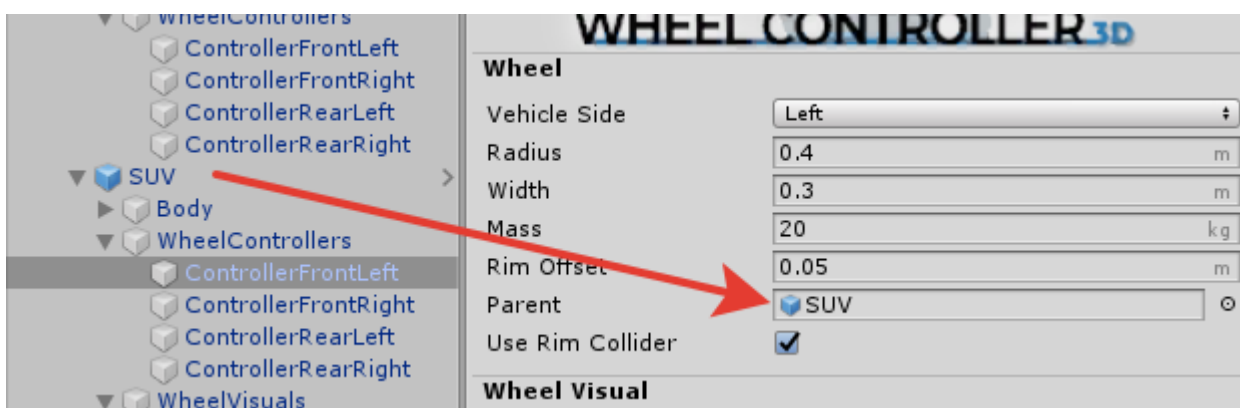 WheelControllers
ControllerFrontLeft
ControllerFrontRight
ControllerRearLeft
ControllerRearRight
SUV
Body
WheelControllers
ControllerFrontLeft
ControllerFrontRight
ControllerRearLeft
ControllerRearRight
WheelVisuals
WHEEL CONTROLLER 3D
Wheel
Vehicle Side Left
Radius 0.4 m
Width 0.3 m
Mass 20 kg
Rim Offset 0.05 m
Parent SUV
Use Rim Collider
Wheel Visual